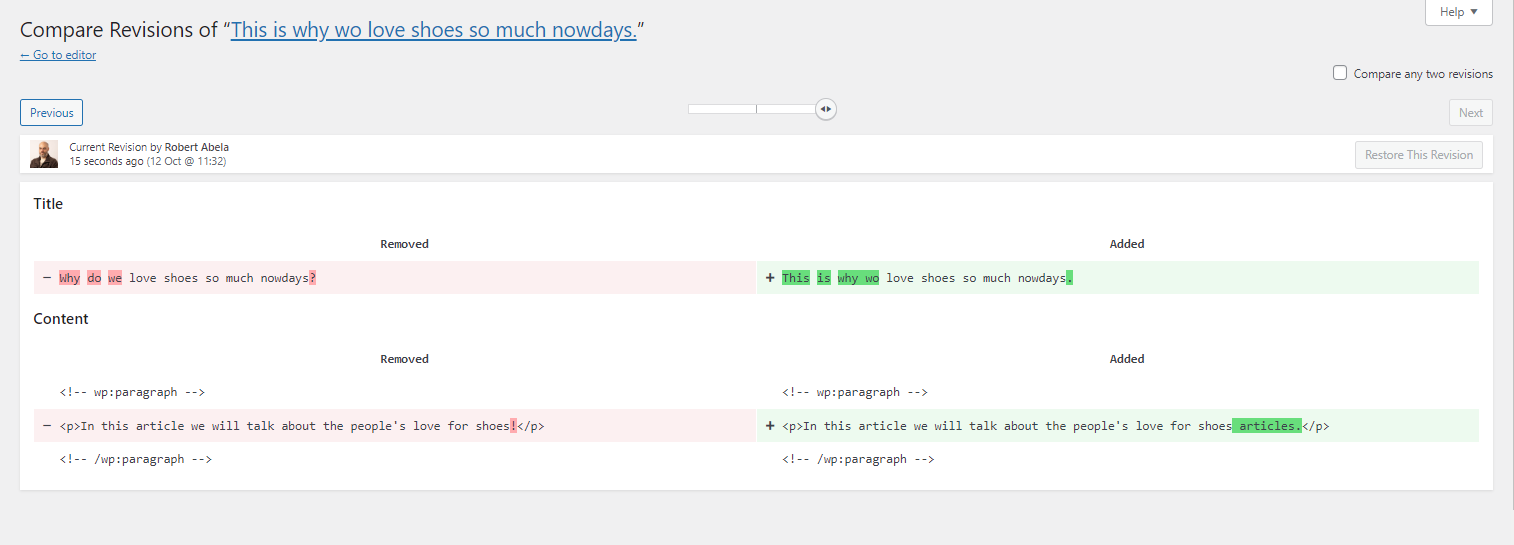 Help ▼
Compare Revisions of “This is why wo love shoes so much nowdays.”
← Go to editor
Compare any two revisions
Previous
Next
Current Revision by Robert Abela
15 seconds ago (12 Oct @ 11:32)
Restore This Revision
Title
Removed Added
− Why do we love shoes so much nowdays? + This is why wo love shoes so much nowdays.
Content
Removed Added
<!-- wp:paragraph --> <!-- wp:paragraph -->
− <p>In this article we will talk about the people's love for shoes!</p> + <p>In this article we will talk about the people's love for shoes articles.</p>
<!-- /wp:paragraph --> <!-- /wp:paragraph -->